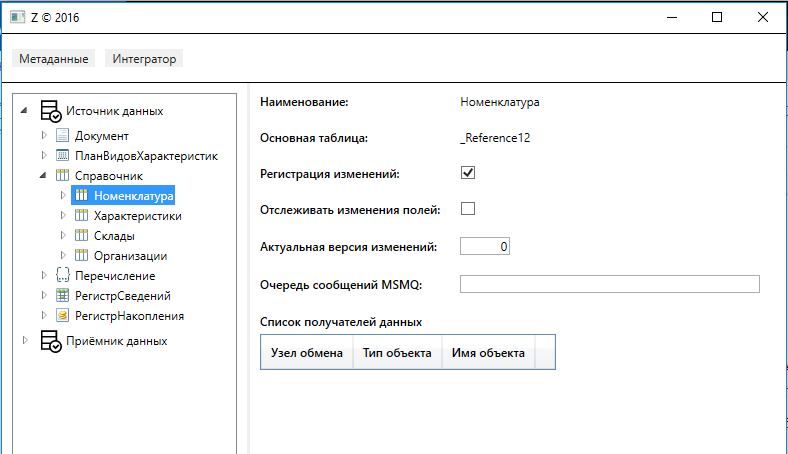 Z © 2016
Метаданные Интегратор
Источник данных
Документ
ПланВидовХарактеристик
Справочник
Номенклатура
Характеристики
Склады
Организации
Перечисление
РегистрСведений
РегистрНакопления
Приёмник данных
Наименование: Номенклатура
Основная таблица: _Reference12
Регистрация изменений:
Отслеживать изменения полей:
Актуальная версия изменений: 0
Очередь сообщений MSMQ:
Список получателей данных
Узел обмена Тип объекта Имя объекта